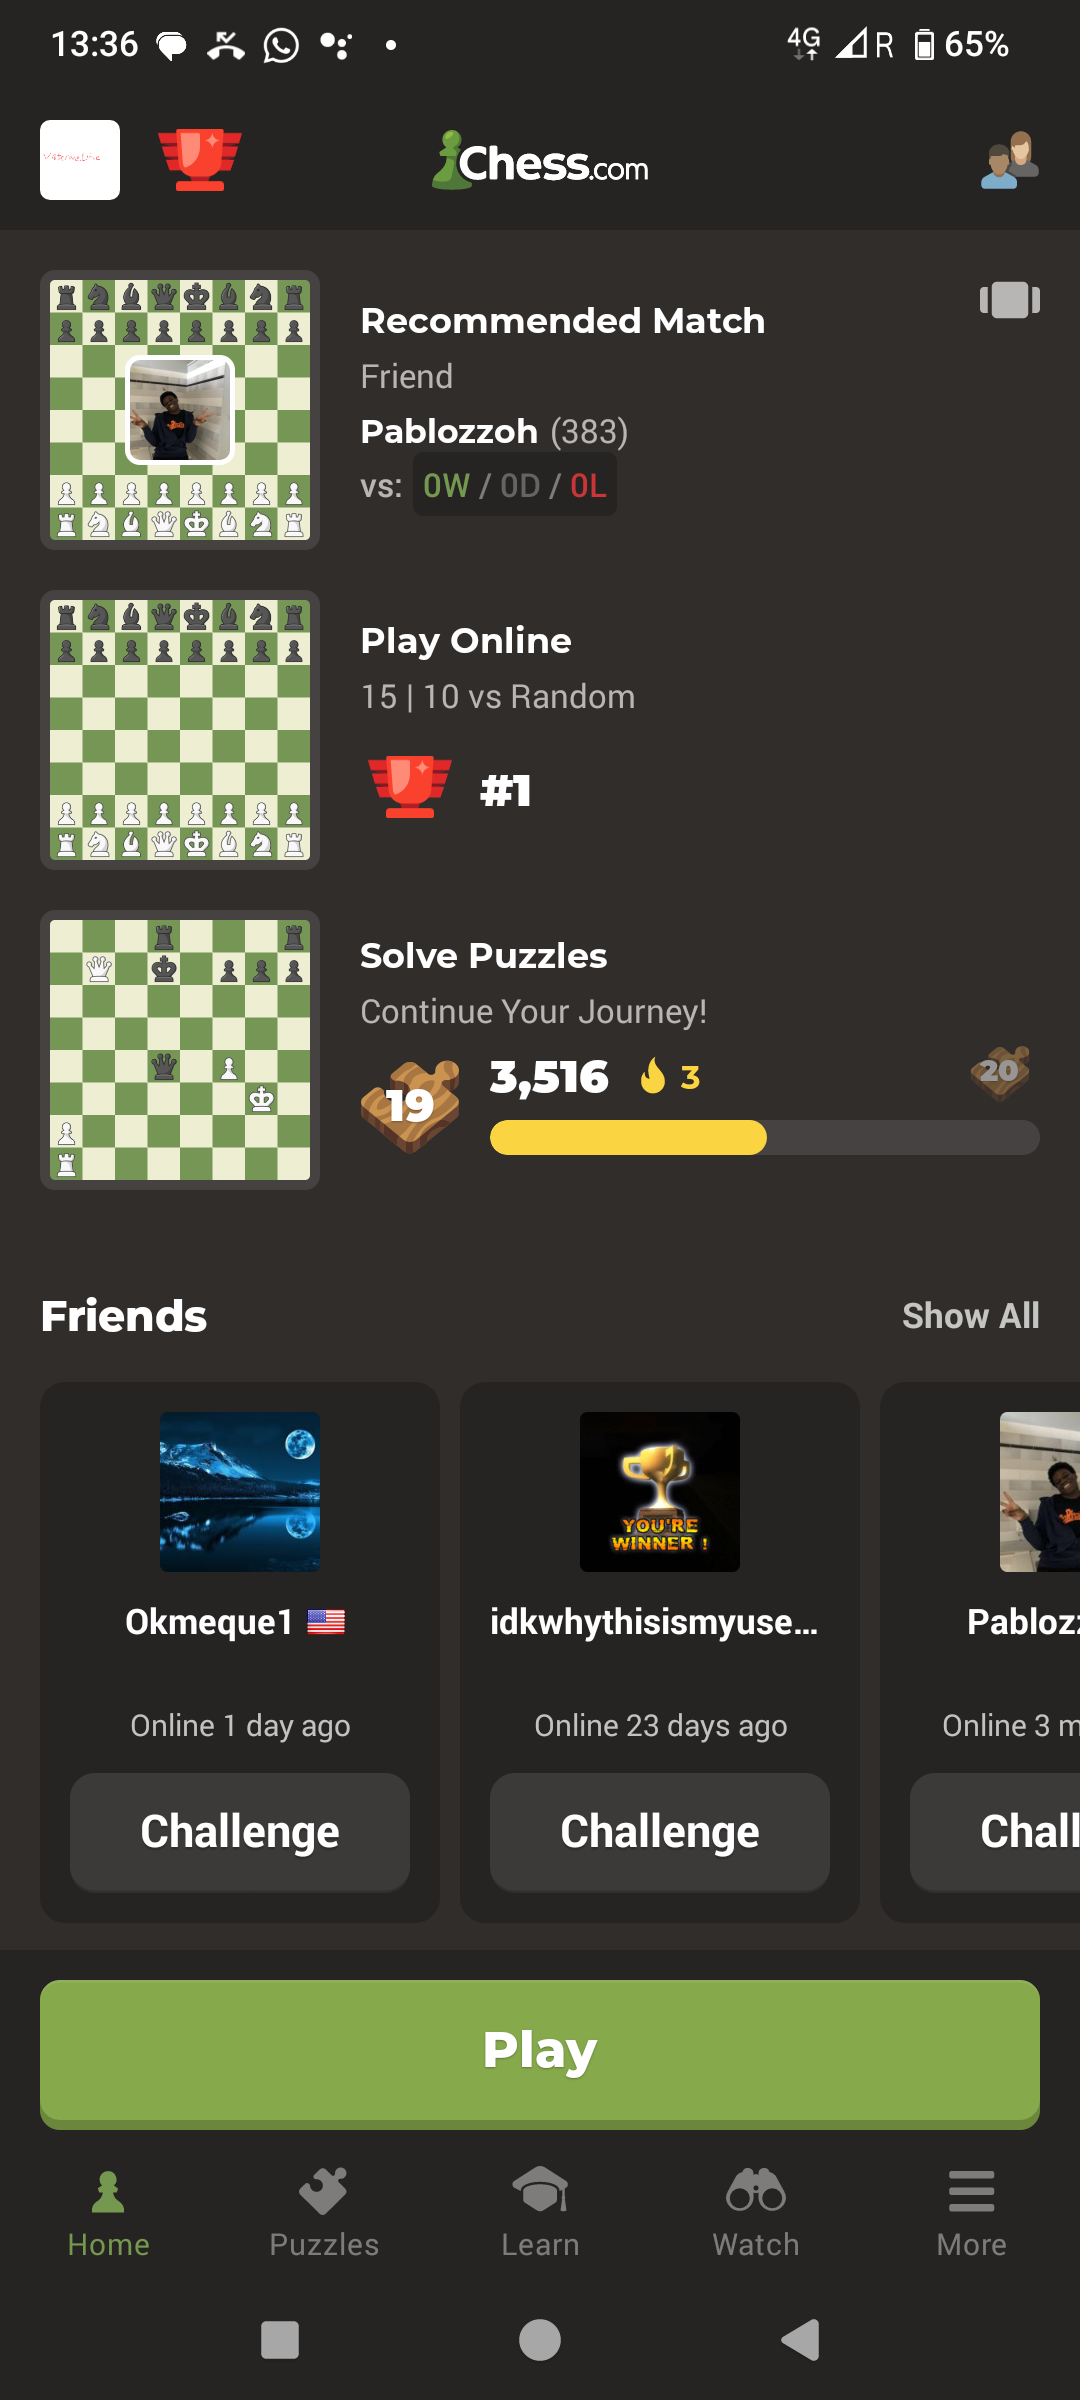 13:36
4G
R
65%
Chess.com
Recommended Match
Friend
Pablozzoh (383)
vs: 0W / 0D / 0L
Play Online
15 | 10 vs Random
#1
Solve Puzzles
Continue Your Journey!
19
3,516
3
20
Friends
Show All
YOU'RE
WINNER !
Okmeque1
idkwhythisismyuse...
Pabloz
Online 1 day ago
Online 23 days ago
Online 3 m
Challenge
Challenge
Chall
Play
Home
Puzzles
Learn
Watch
More